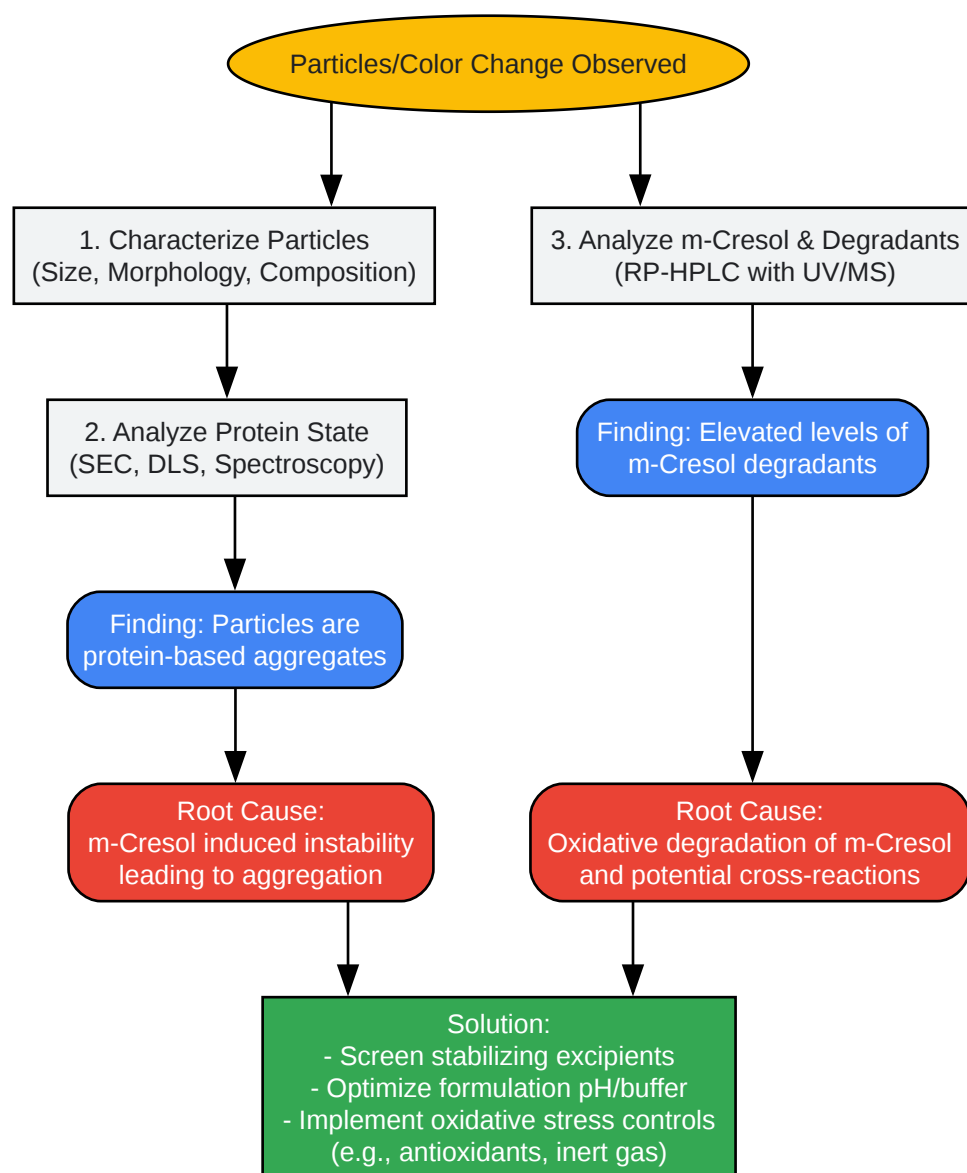 Particles/Color Change Observed
1. Characterize Particles
(Size, Morphology, Composition)
3. Analyze m-Cresol & Degradants
(RP-HPLC with UV/MS)
2. Analyze Protein State
(SEC, DLS, Spectroscopy)
Finding: Elevated levels of
m-Cresol degradants
Finding: Particles are
protein-based aggregates
Root Cause:
m-Cresol induced instability
leading to aggregation
Root Cause:
Oxidative degradation of m-Cresol
and potential cross-reactions
Solution:
- Screen stabilizing excipients
- Optimize formulation pH/buffer
- Implement oxidative stress controls
(e.g., antioxidants, inert gas)